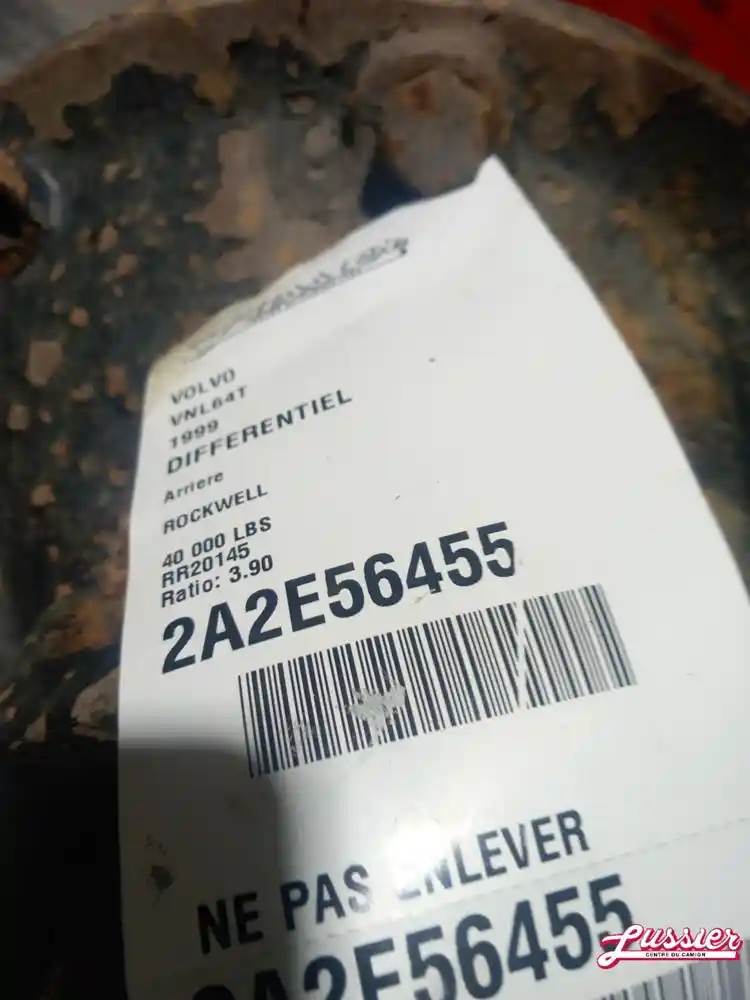 VOLVO
VNL64T
1999
DIFFERENTIEL
Arriere
ROCKWELL
40 000 LBS
RR20145
Ratio: 3.90
2A2E56455
NE PAS ENLEVER
2A2E56455
Lussier
CENTRE DU CAMION